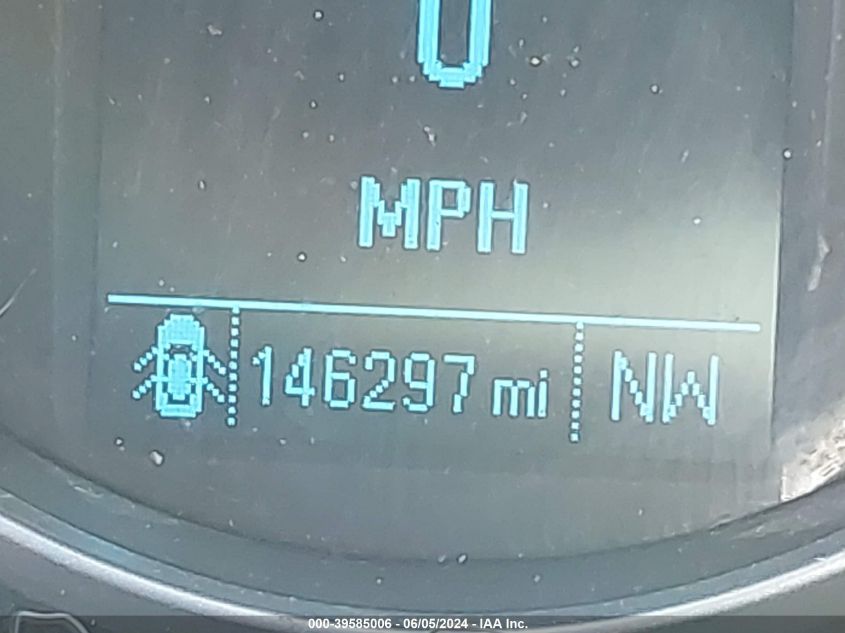 0
MPH
146297 mi NW
000-39585006 - 06/05/2024 - IAA Inc.